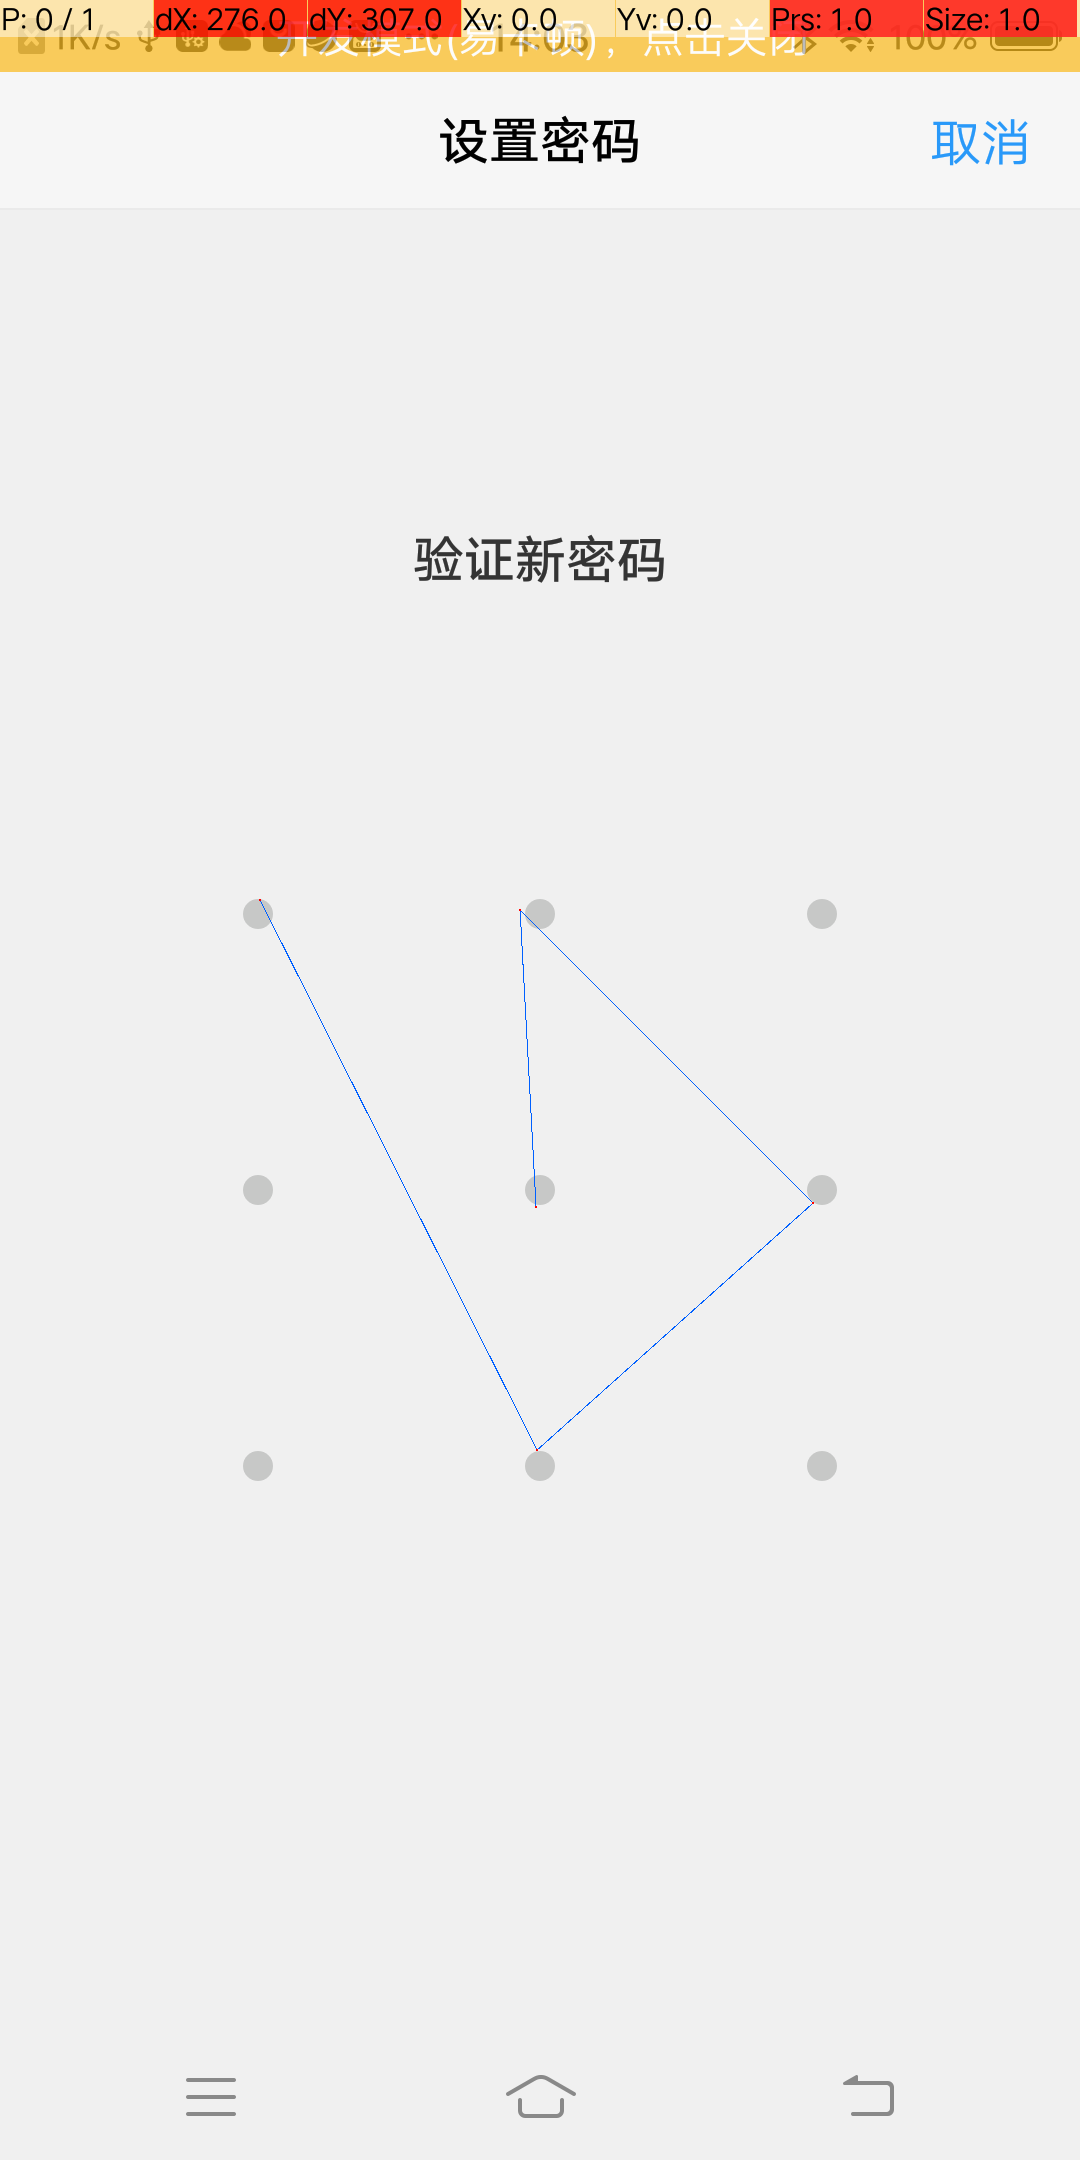 P: 0 / 1 dX: 276.0 dY: 307.0 Xv: 0.0 Yv: 0.0 Prs: 1.0 Size: 1.0
1K/s 开发模式(易卡顿)，点击关闭 14:03 100%
设置密码 取消
验证新密码